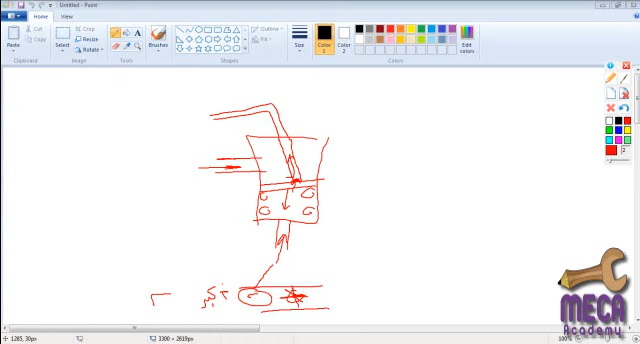 Untitled - Paint
Home View
Paste Cut Copy Select Crop Resize Rotate Brushes Outline Fill Size Color 1 Color 2 Edit colors
Clipboard Image Tools Shapes Colors
2
MECA
Academy
1285, 30px 3300 × 2619px 100%